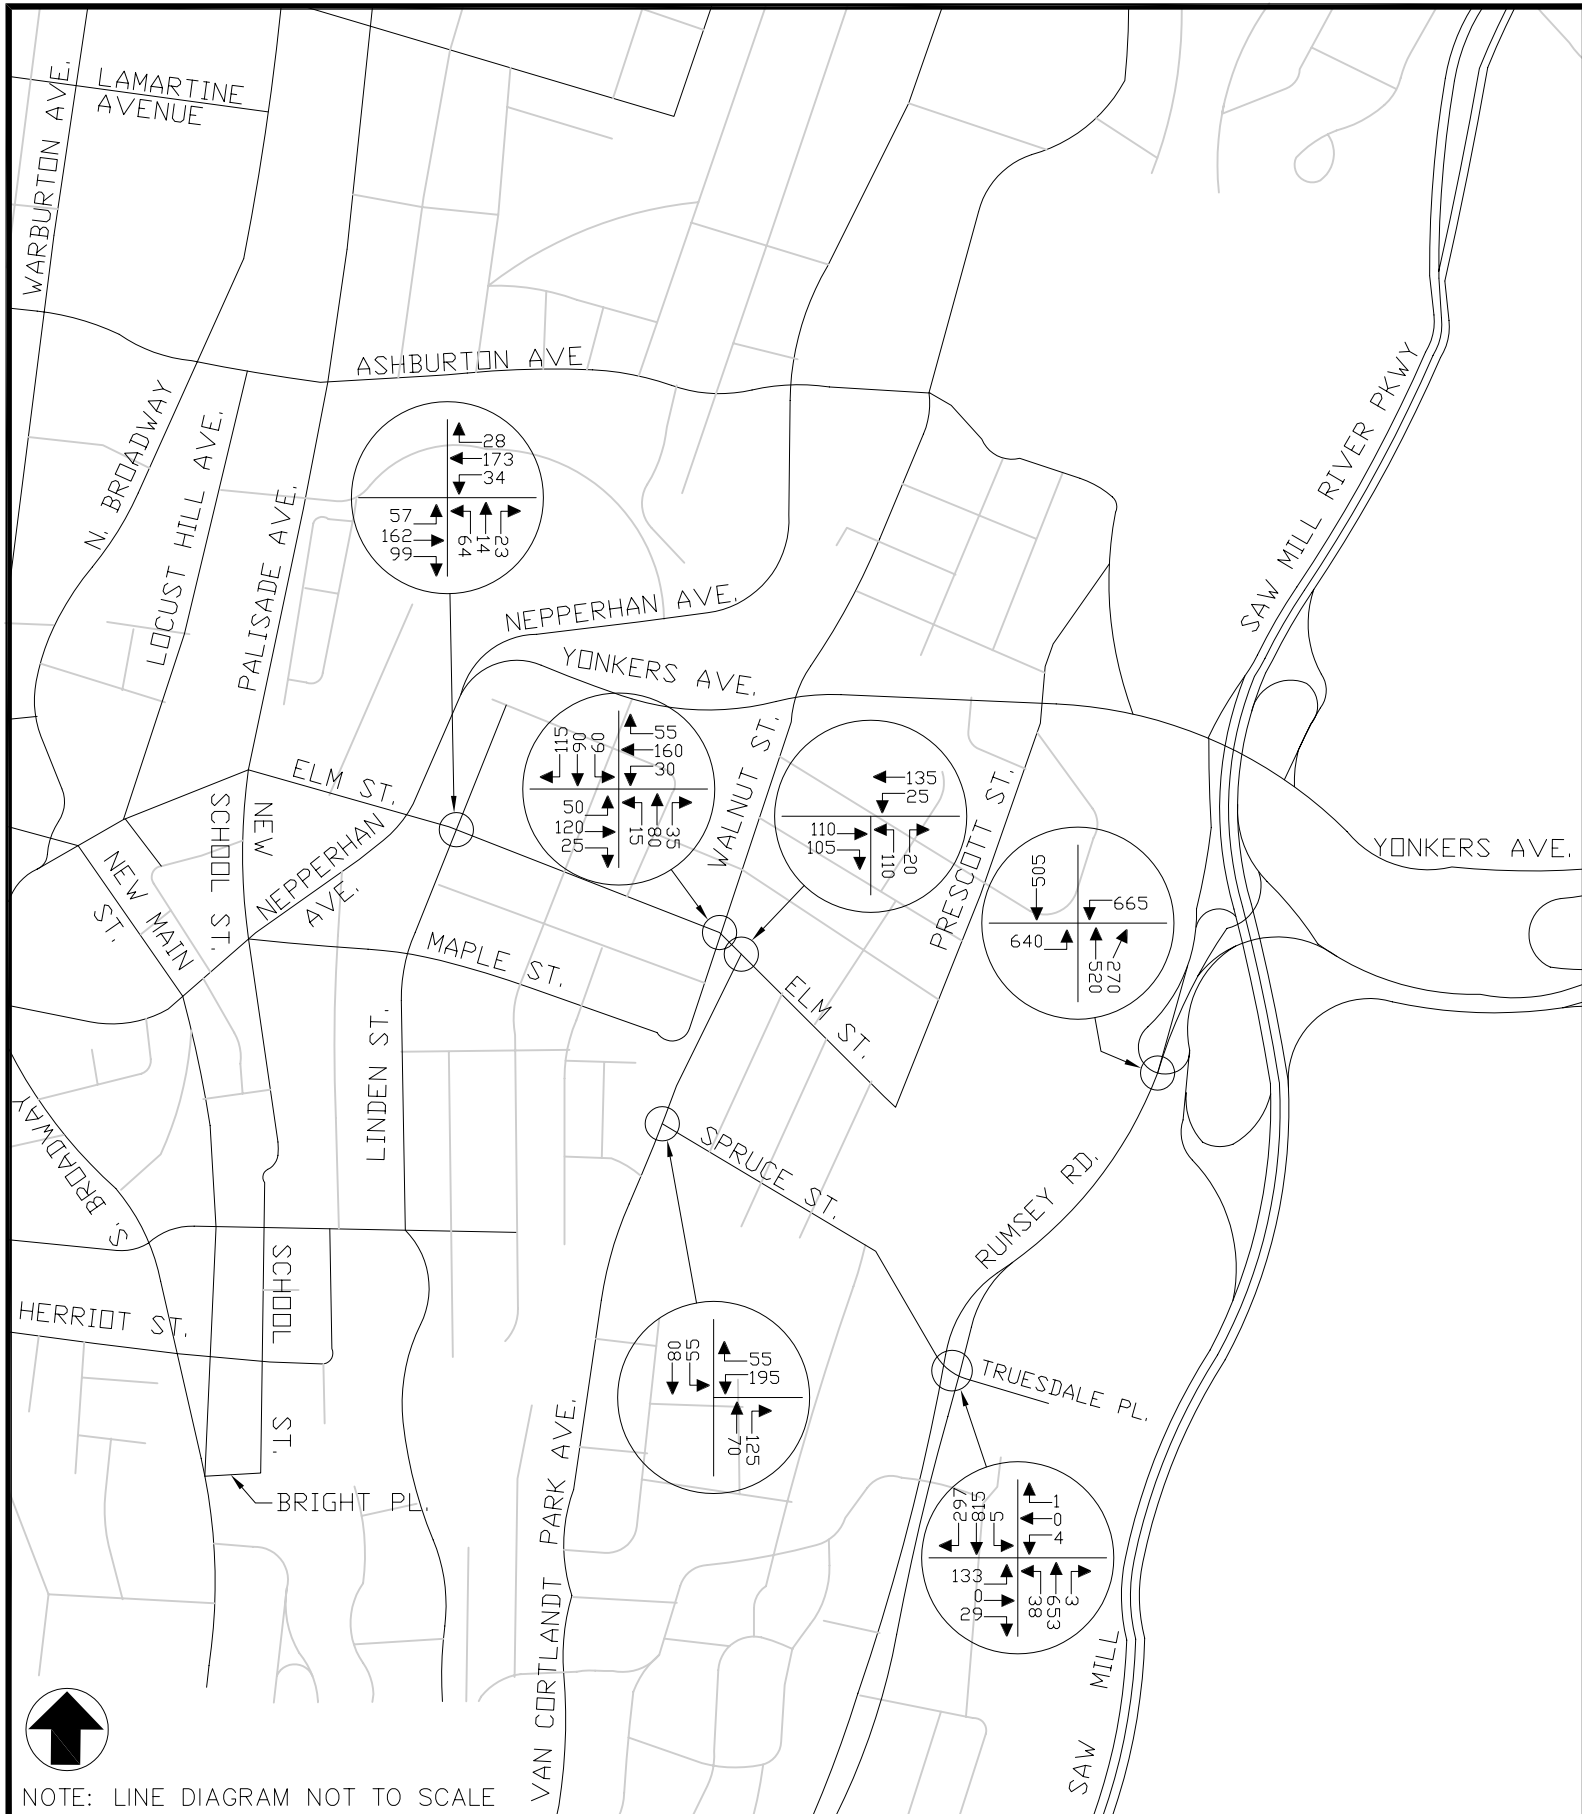 WARBURTON AVE.
LAMARTINE
AVENUE
ASHBURTON AVE
N. BROADWAY
LOCUST HILL AVE.
PALISADE AVE.
28
173
34
57
162
99
64
14
23
NEPPERHAN AVE.
YONKERS AVE.
SAW MILL RIVER PKWY
ELM ST.
NEW
SCHOOL ST.
NEPPERHAN
AVE.
NEW MAIN
ST.
115
90
60
55
160
30
50
120
25
15
80
35
WALNUT ST.
135
25
110
105
110
20
PRESCOTT ST.
505
665
640
520
270
YONKERS AVE.
MAPLE ST.
ELM ST.
LINDEN ST.
S. BROADWAY
SPRUCE ST.
RUMSEY RD.
HERRIOT ST.
SCHOOL
ST.
BRIGHT PL.
80
55
55
195
70
125
TRUESDALE PL.
VAN CORTLANDT PARK AVE.
297
815
5
1
0
4
133
0
29
38
653
3
SAW MILL
NOTE: LINE DIAGRAM NOT TO SCALE